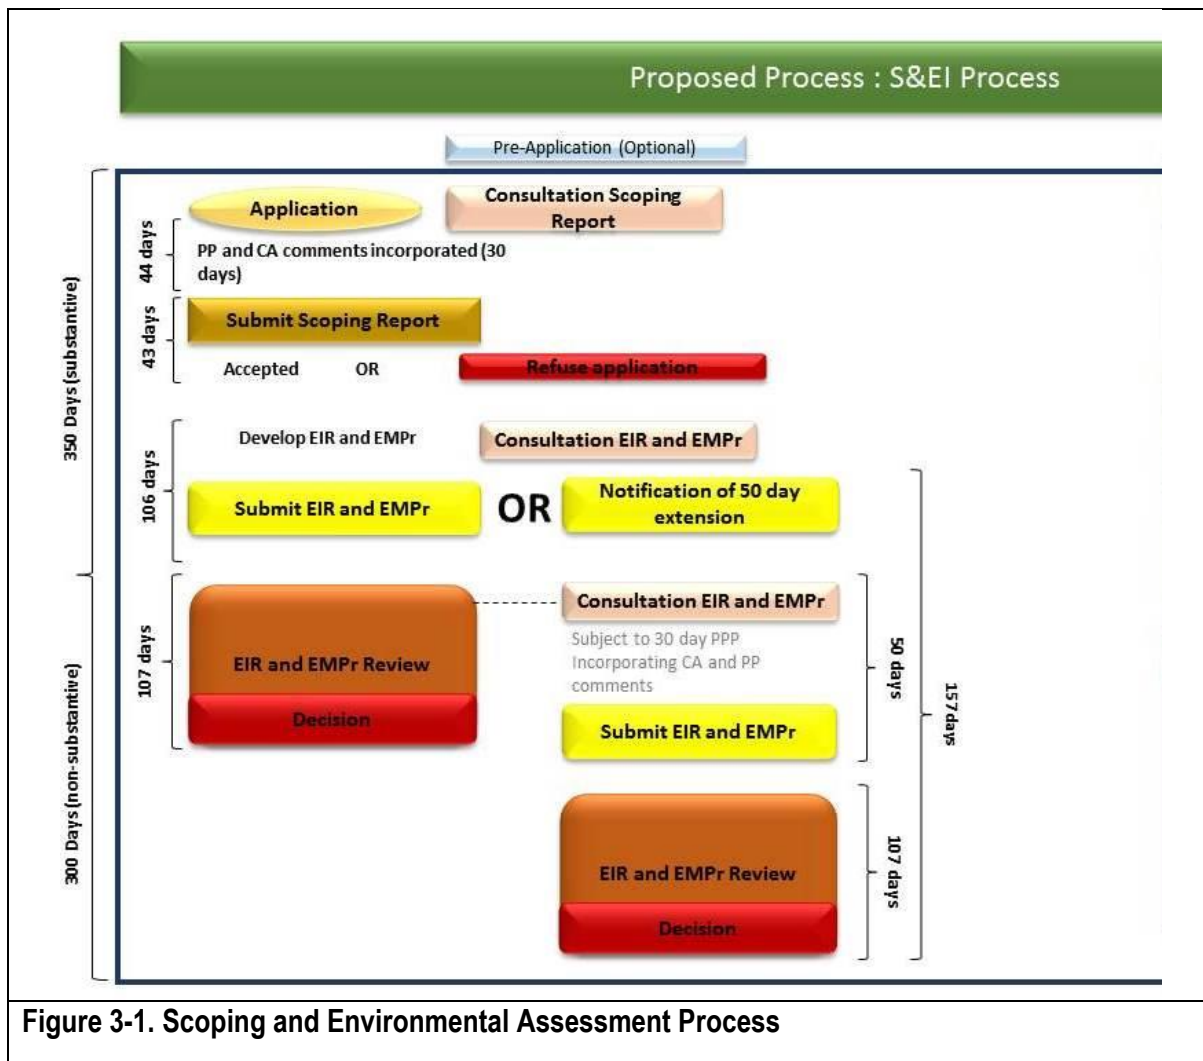 Proposed Process : S&EI Process
Pre-Application (Optional)
350 Days (substantive)
300 Days (non-substantive)
44 days
Application
Consultation Scoping
Report
PP and CA comments incorporated (30
days)
43 days
Submit Scoping Report
Accepted OR
Refuse application
106 days
Develop EIR and EMPr
Consultation EIR and EMPr
Submit EIR and EMPr
OR
Notification of 50 day
extension
107 days
EIR and EMPr Review
Decision
Consultation EIR and EMPr
Subject to 30 day PPP
Incorporating CA and PP
comments
Submit EIR and EMPr
50 days
157 days
EIR and EMPr Review
Decision
107 days
Figure 3-1. Scoping and Environmental Assessment Process